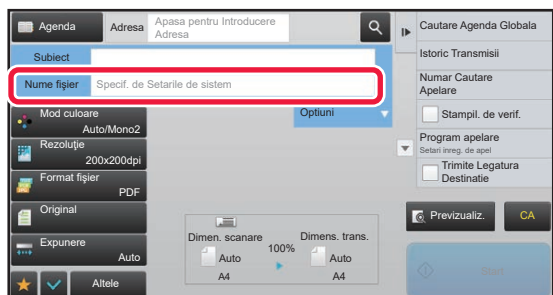 Agenda
Adresa
Apasa pentru Introducere
Adresa
Subiect
Nume fişier
Specif. de Setarile de sistem
Mod culoare
Auto/Mono2
Rezoluţie
200x200dpi
Format fişier
PDF
Original
Expunere
Auto
Altele
Optiuni
Dimen. scanare
Auto
A4
100%
Dimens. trans.
Auto
A4
Cautare Agenda Globala
Istoric Transmisii
Numar Cautare
Apelare
Stampil. de verif.
Program apelare
Setari inreg. de apel
Trimite Legatura
Destinatie
Previzualiz.
CA
Start